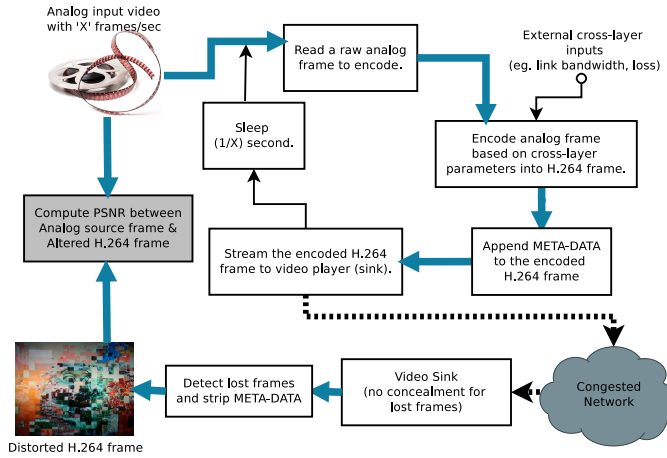 Analog input video
with 'X' frames/sec
Read a raw analog
frame to encode.
External cross-layer
inputs
(eg. link bandwidth, loss)
Sleep
(1/X) second.
Encode analog frame
based on cross-layer
parameters into H.264 frame.
Compute PSNR between
Analog source frame &
Altered H.264 frame
Stream the encoded H.264
frame to video player (sink).
Append META-DATA
to the encoded
H.264 frame
Detect lost frames
and strip META-DATA
Video Sink
(no concealment for
lost frames)
Congested
Network
Distorted H.264 frame